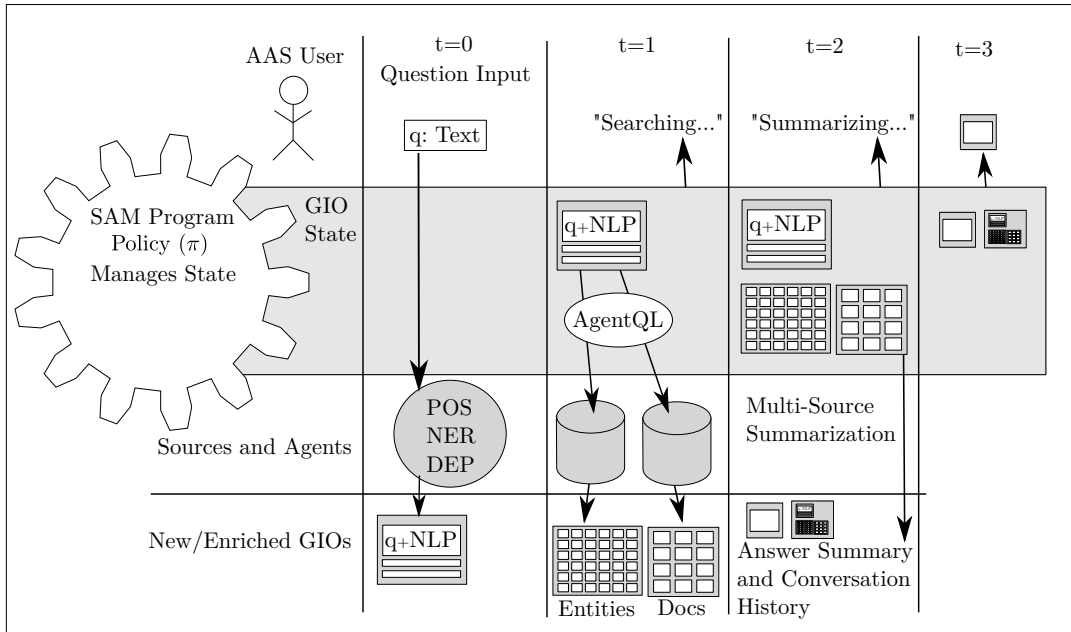 AAS User
t=0
Question Input
t=1
t=2
t=3
q: Text
"Searching..."
"Summarizing..."
SAM Program
Policy (π)
Manages State
GIO
State
q+NLP
q+NLP
AgentQL
Sources and Agents
POS
NER
DEP
Multi-Source
Summarization
New/Enriched GIOs
q+NLP
Entities
Docs
Answer Summary
and Conversation
History